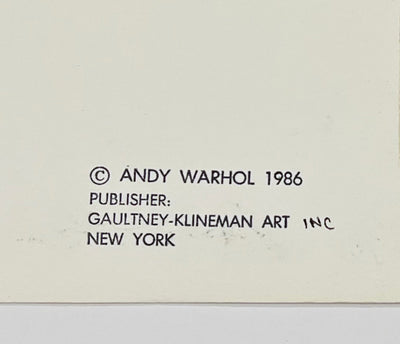 © ANDY WARHOL 1986
PUBLISHER:
GAULTNEY-KLINEMAN ART INC
NEW YORK